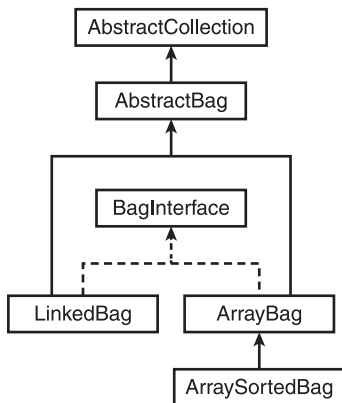 AbstractCollection
AbstractBag
BagInterface
LinkedBag
ArrayBag
ArraySortedBag